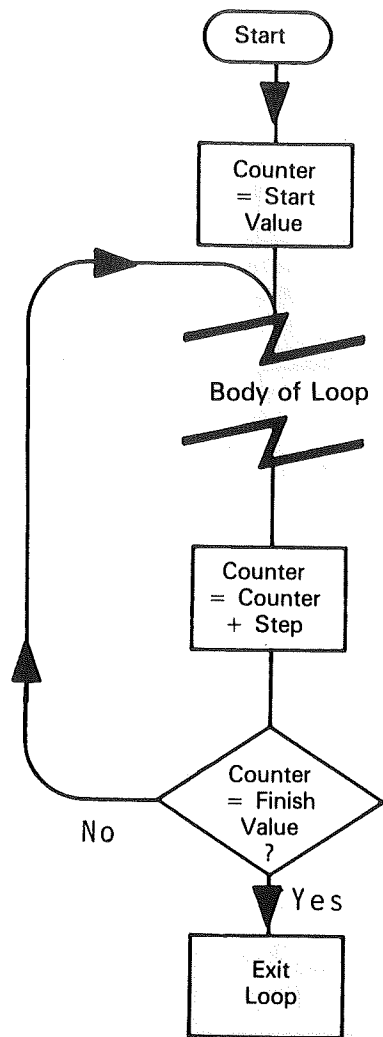 Start
Counter
= Start
Value
Body of Loop
Counter
= Counter
+ Step
Counter
= Finish
Value
?
No
Yes
Exit
Loop